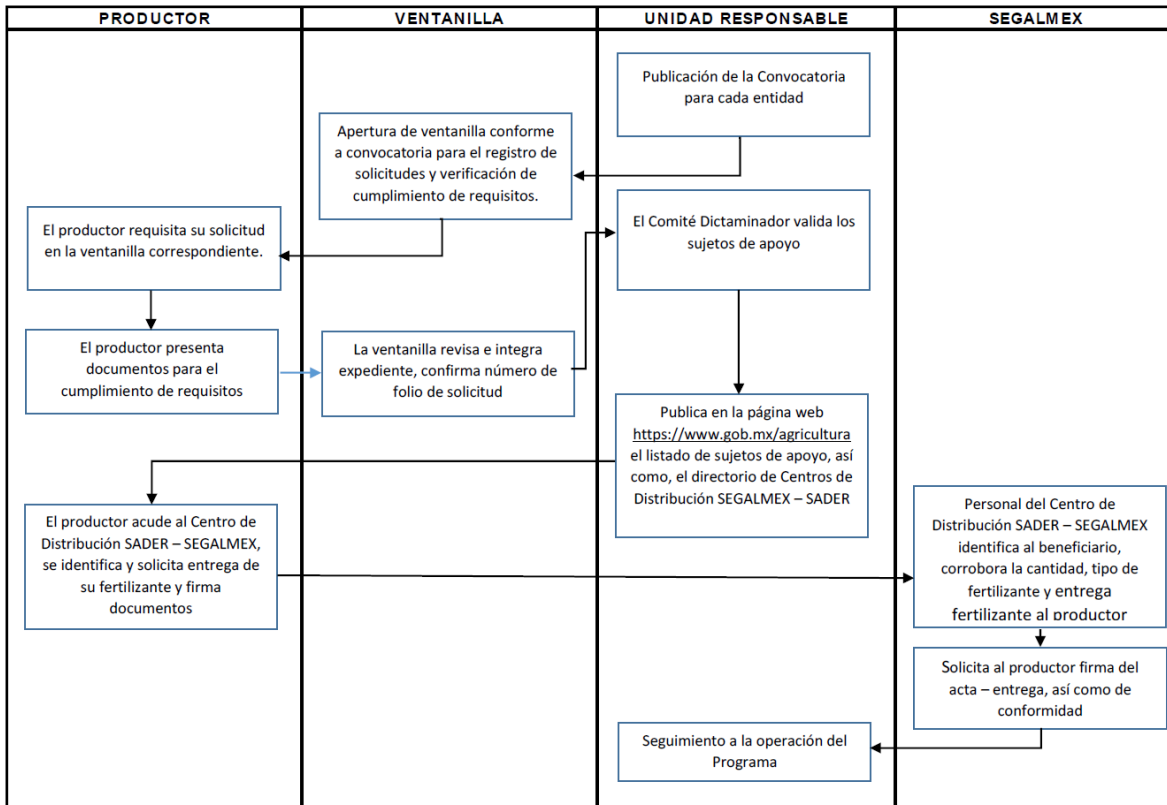 PRODUCTOR
VENTANILLA
UNIDAD RESPONSABLE
SEGALMEX
Publicación de la Convocatoria
para cada entidad
Apertura de ventanilla conforme
a convocatoria para el registro de
solicitudes y verificación de
cumplimiento de requisitos.
El productor requisita su solicitud
en la ventanilla correspondiente.
El productor presenta
documentos para el
cumplimiento de requisitos
La ventanilla revisa e integra
expediente, confirma número de
folio de solicitud
El Comité Dictaminador valida los
sujetos de apoyo
Publica en la página web
https://www.gob.mx/agricultura
el listado de sujetos de apoyo, así
como, el directorio de Centros de
Distribución SEGALMEX – SADER
El productor acude al Centro de
Distribución SADER – SEGALMEX,
se identifica y solicita entrega de
su fertilizante y firma
documentos
Personal del Centro de
Distribución SADER – SEGALMEX
identifica al beneficiario,
corrobora la cantidad, tipo de
fertilizante y entrega
fertilizante al productor
Solicita al productor firma del
acta – entrega, así como de
conformidad
Seguimiento a la operación del
Programa